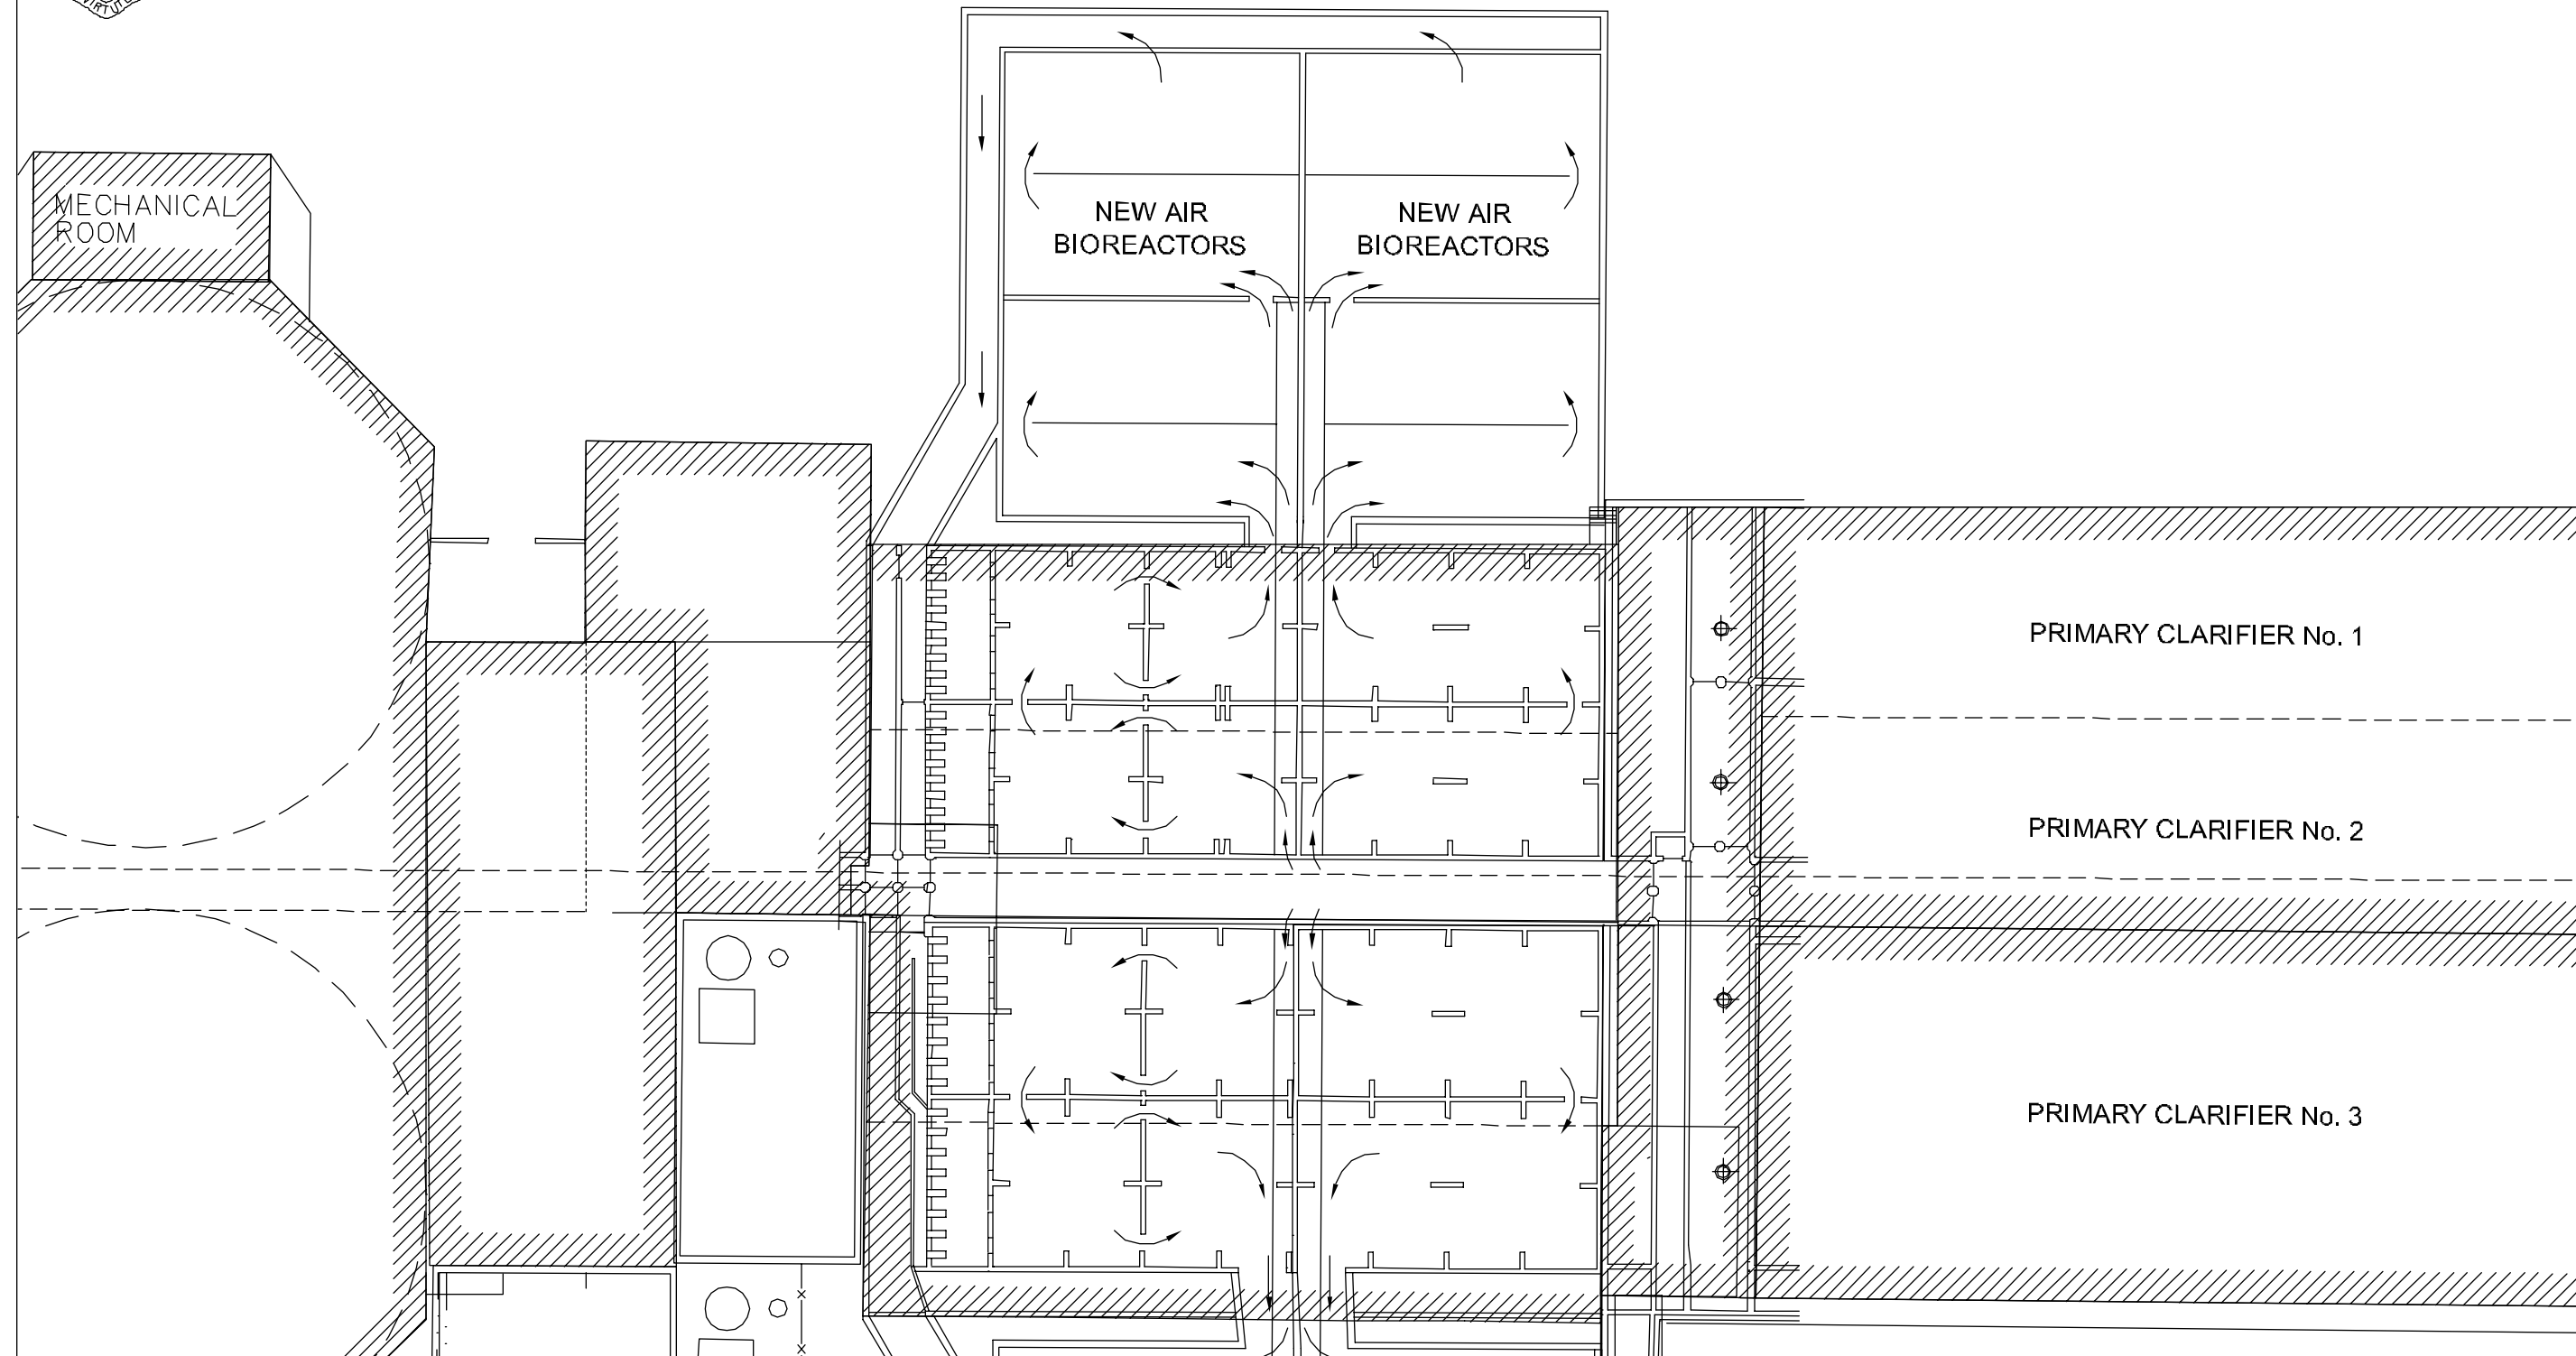 VIRTUT
MECHANICAL
ROOM
NEW AIR
BIOREACTORS
NEW AIR
BIOREACTORS
PRIMARY CLARIFIER No. 1
PRIMARY CLARIFIER No. 2
PRIMARY CLARIFIER No. 3